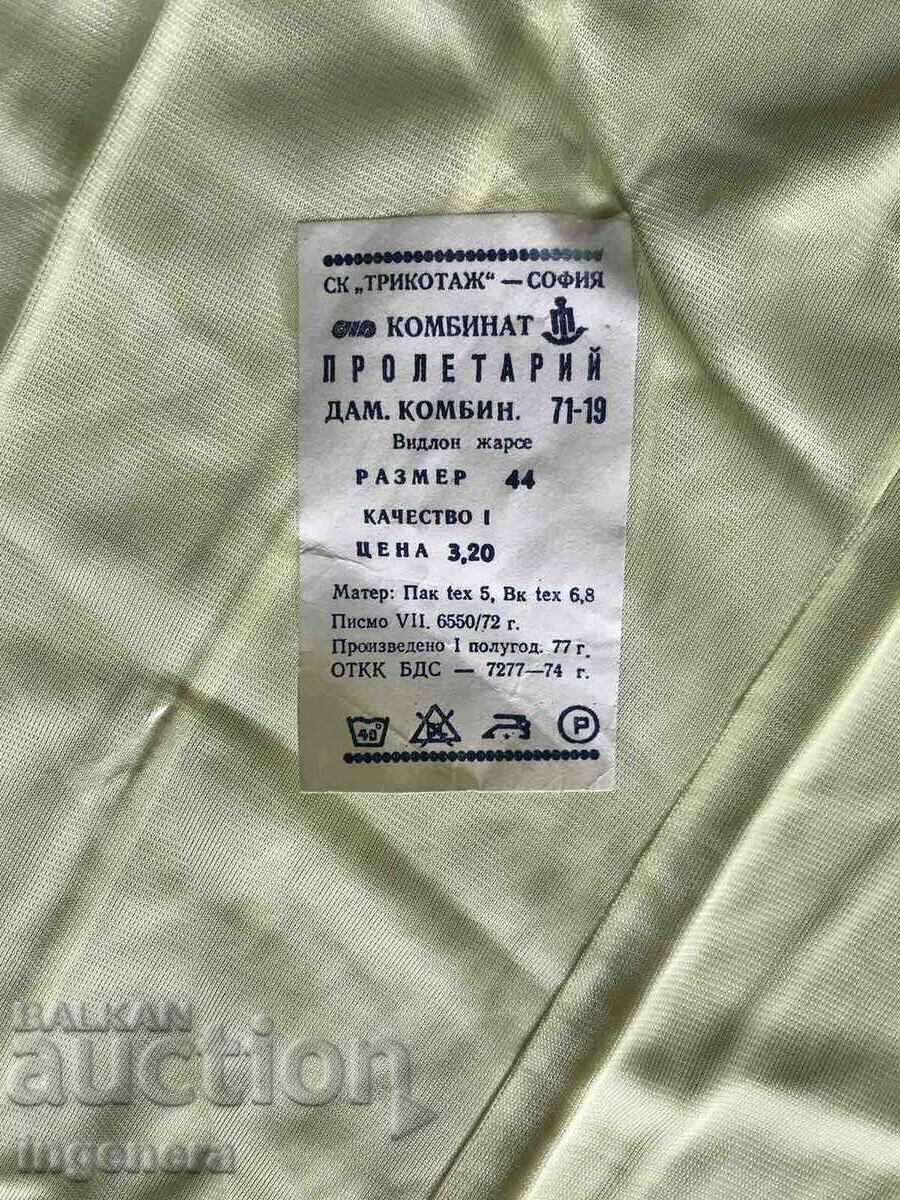 СК „ТРИКОТАЖ“ — СОФИЯ
КОМБИНАТ
ПРОЛЕТАРИЙ
ДАМ. КОМБИН. 71-19
Видлон жарсе
РАЗМЕР 44
КАЧЕСТВО I
ЦЕНА 3,20
Матер: Пак tex 5, Вк tex 6,8
Писмо VII. 6550/72 г.
Произведено I полугод. 77 г.
ОТКК БДС — 7277—74 г.
40° P
BALKAN
auction
ingenera